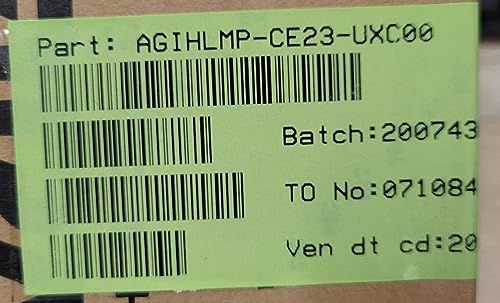 Part: AGIHLMP-CE23-UXC00
Batch:200743
TO No:071084
Ven dt cd:20